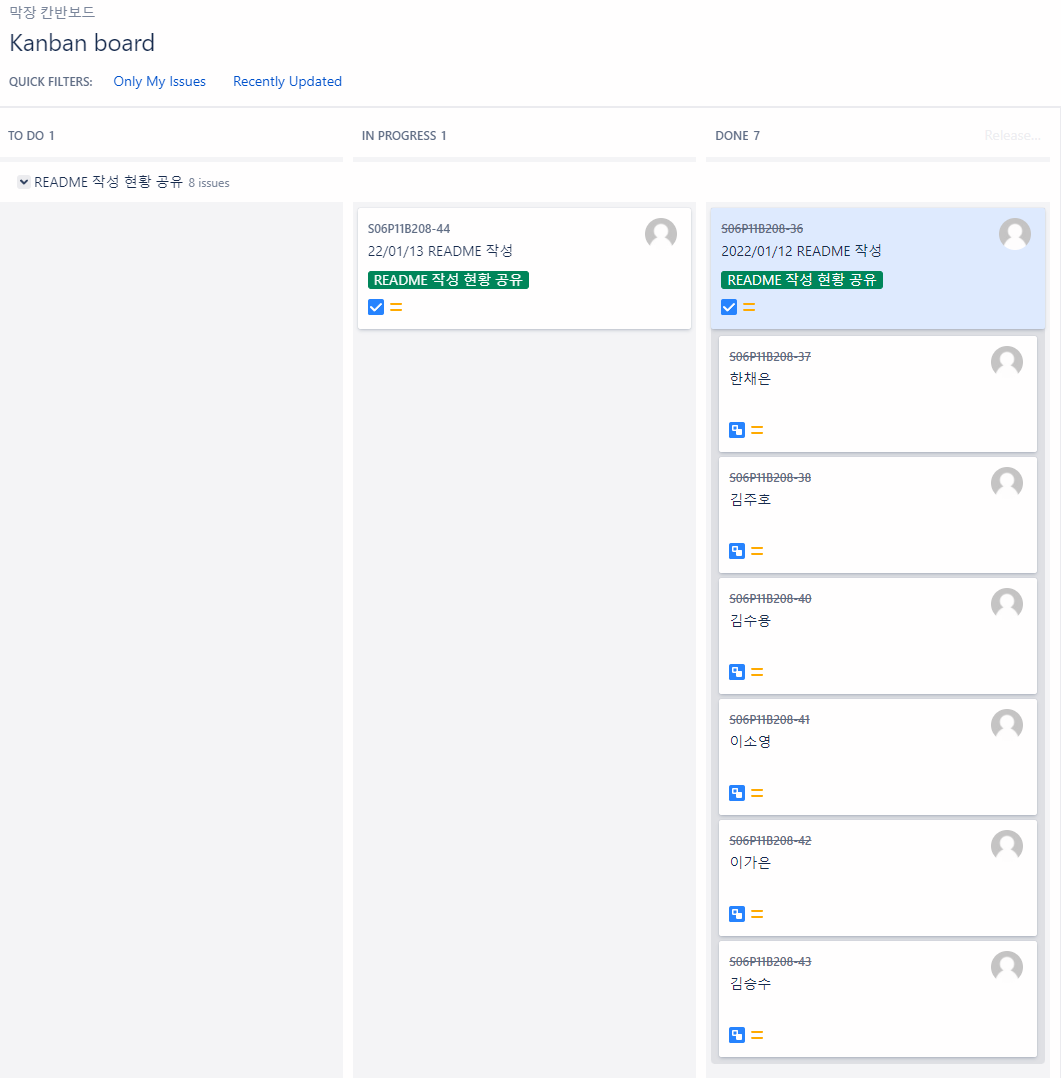 막장 칸반보드
Kanban board
QUICK FILTERS: Only My Issues Recently Updated
TO DO 1 IN PROGRESS 1 DONE 7 Release...
README 작성 현황 공유 8 issues
S06P11B208-44
22/01/13 README 작성
README 작성 현황 공유
S06P11B208-36
2022/01/12 README 작성
README 작성 현황 공유
S06P11B208-37
한채은
S06P11B208-38
김주호
S06P11B208-40
김수용
S06P11B208-41
이소영
S06P11B208-42
이가은
S06P11B208-43
김승수